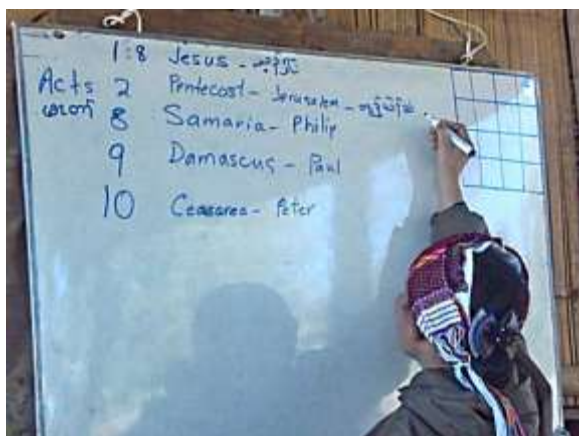 1:8 Jesus -
Acts 2 Pentecost - Jerusalem -
8 Samaria - Philip
9 Damascus - Paul
10 Ceasarea - Peter